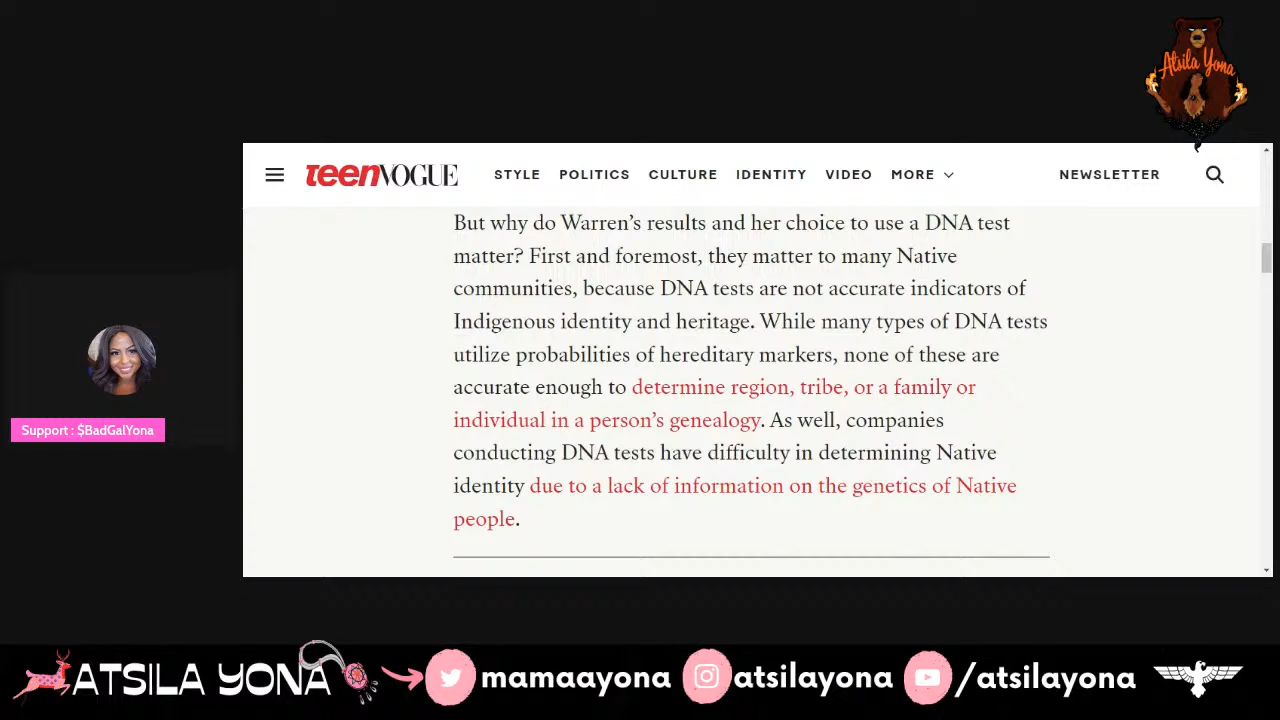 Atsila Yona
teenVOGUE STYLE POLITICS CULTURE IDENTITY VIDEO MORE NEWSLETTER
But why do Warren’s results and her choice to use a DNA test
matter? First and foremost, they matter to many Native
communities, because DNA tests are not accurate indicators of
Indigenous identity and heritage. While many types of DNA tests
utilize probabilities of hereditary markers, none of these are
accurate enough to determine region, tribe, or a family or
individual in a person’s genealogy. As well, companies
conducting DNA tests have difficulty in determining Native
identity due to a lack of information on the genetics of Native
people.
Support : $BadGalYona
ATSILA YONA mamaayona atsilayona /atsilayona